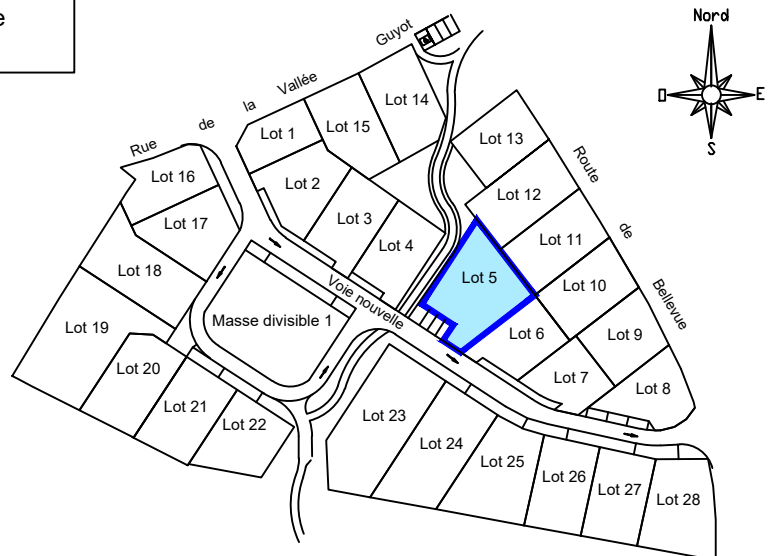 e
Nord
O
E
S
Rue de la Vallée Guyot
Lot 14
Lot 15
Lot 1
Lot 13
Lot 16
Lot 2
Lot 12
Route de Bellevue
Lot 17
Lot 3
Lot 4
Lot 11
Lot 18
Lot 5
Lot 10
Voie nouvelle
Masse divisible 1
Lot 19
Lot 6
Lot 9
Lot 20
Lot 7
Lot 8
Lot 21
Lot 22
Lot 23
Lot 24
Lot 25
Lot 26
Lot 27
Lot 28